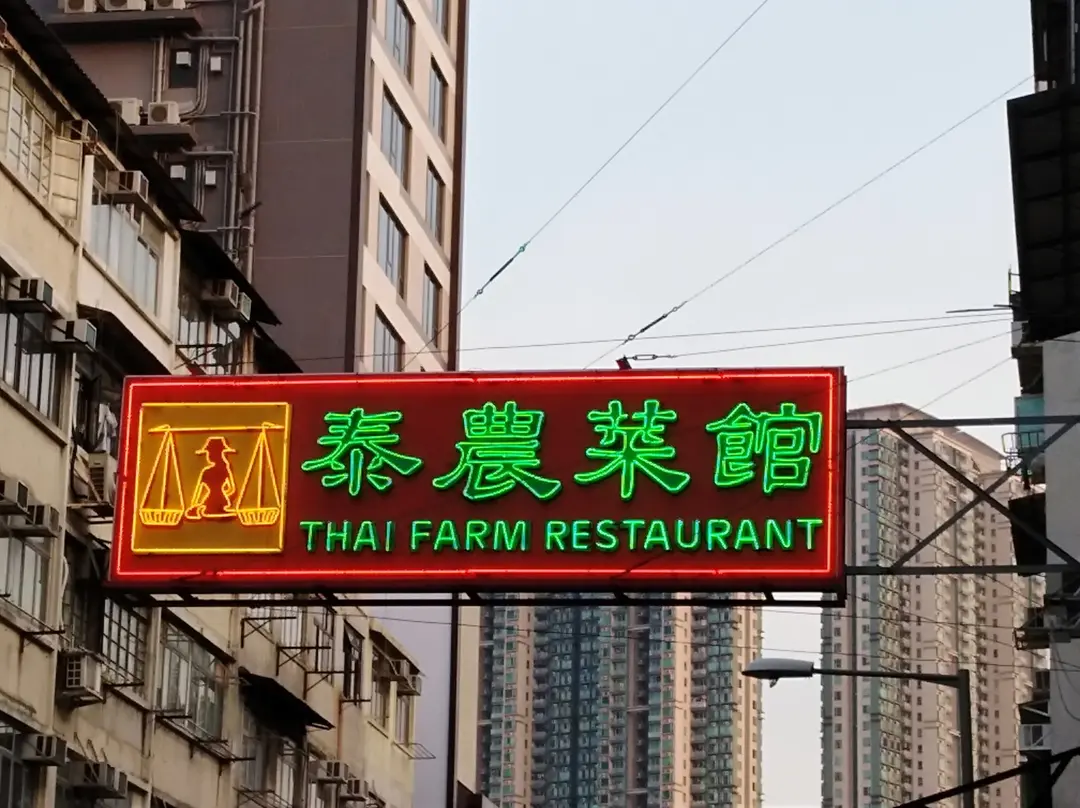 泰農菜館
THAI FARM RESTAURANT